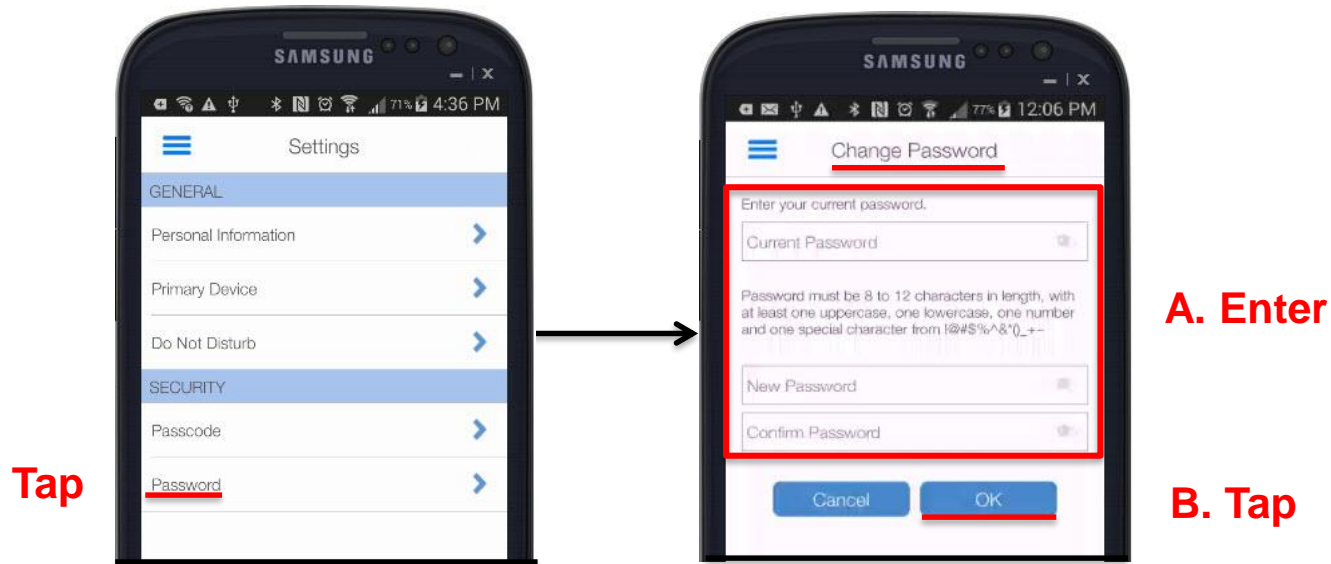 SAMSUNG
71% 4:36 PM
Settings
GENERAL
Personal Information
Primary Device
Do Not Disturb
SECURITY
Passcode
Password
Tap
SAMSUNG
77% 12:06 PM
Change Password
Enter your current password.
Current Password
Password must be 8 to 12 characters in length, with
at least one uppercase, one lowercase, one number
and one special character from !@#$%^&*()_+~
New Password
Confirm Password
Cancel OK
A. Enter
B. Tap